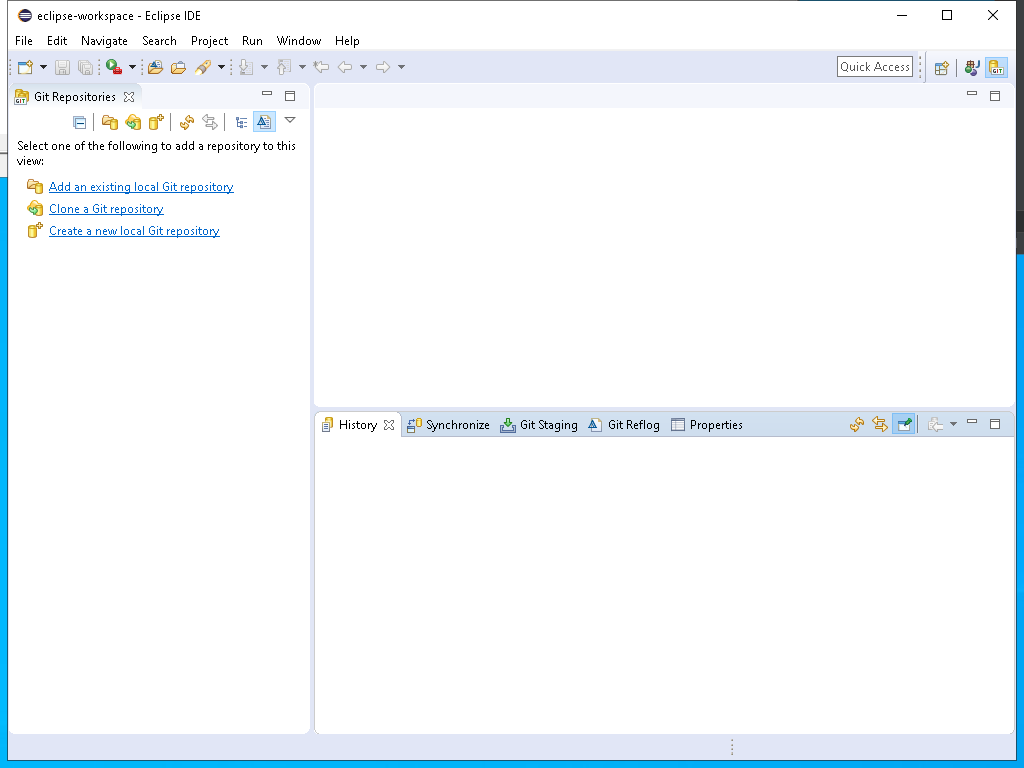 eclipse-workspace - Eclipse IDE
File Edit Navigate Search Project Run Window Help
Quick Access
GIT
GIT Git Repositories
Select one of the following to add a repository to this
view:
Add an existing local Git repository
Clone a Git repository
Create a new local Git repository
History Synchronize Git Staging Git Reflog Properties